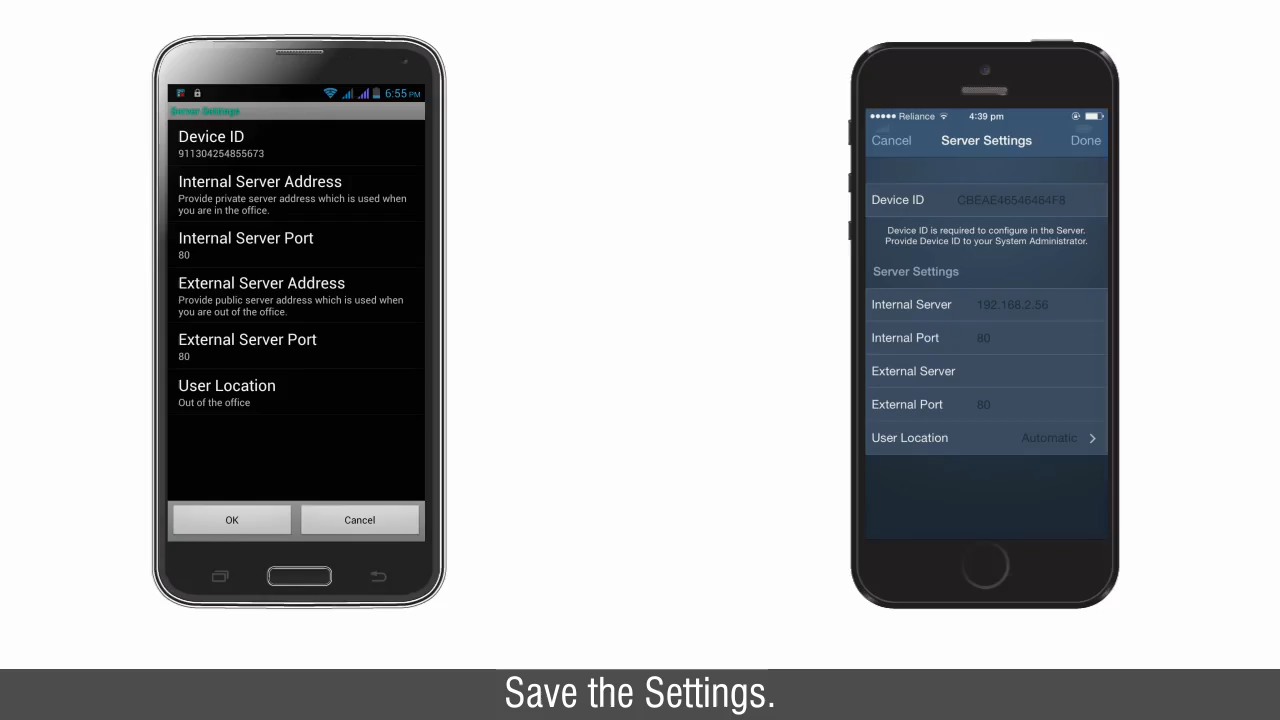 6:55 PM
Server Settings
Device ID
911304254855673
Internal Server Address
Provide private server address which is used when
you are in the office.
Internal Server Port
80
External Server Address
Provide public server address which is used when
you are out of the office.
External Server Port
80
User Location
Out of the office
OK
Cancel
Reliance
4:39 pm
Cancel
Server Settings
Done
Device ID
CBEAE46546464F8
Device ID is required to configure in the Server.
Provide Device ID to your System Administrator.
Server Settings
Internal Server
192.168.2.56
Internal Port
80
External Server
External Port
80
User Location
Automatic
Save the Settings.